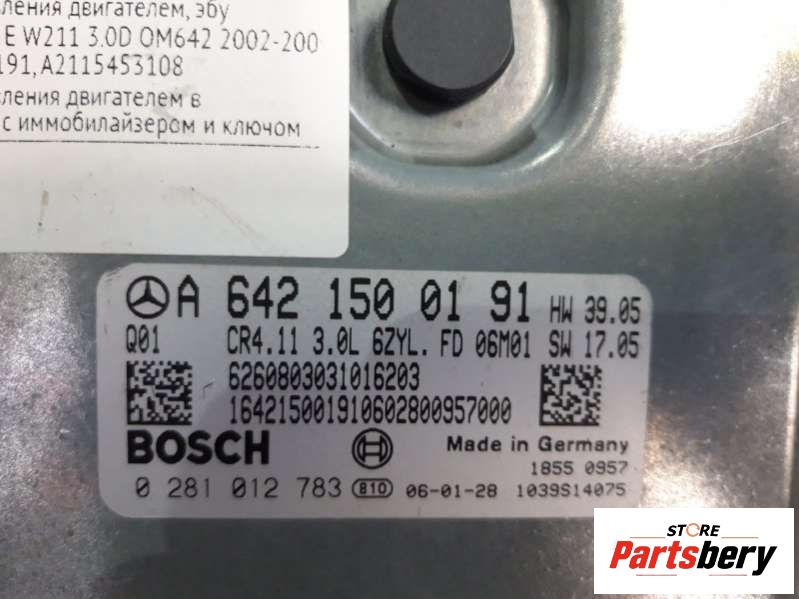 ления двигателем, эбу
E W211 3.0D OM642 2002-200
191, A2115453108
ления двигателем в
с иммобилайзером и ключом
A 642 150 01 91 HW 39.05
Q01 CR4.11 3.0L 6ZYL. FD 06M01 SW 17.05
6260803031016203
164215001910602800957000
BOSCH Made in Germany
1855 0957
0 281 012 783 810 06-01-28 1039S14075
STORE
Partsbery